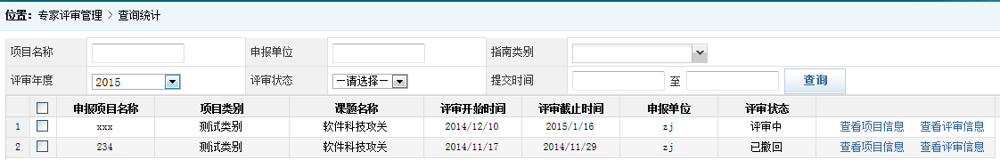 位置：专家评审管理 > 查询统计
项目名称 申报单位 指南类别
评审年度 2015 评审状态 —请选择— 提交时间 至 查询
申报项目名称 项目类别 课题名称 评审开始时间 评审截止时间 申报单位 评审状态
1 xxx 测试类别 软件科技攻关 2014/12/10 2015/1/16 zj 评审中 查看项目信息 查看评审信息
2 234 测试类别 软件科技攻关 2014/11/17 2014/11/29 zj 已撤回 查看项目信息 查看评审信息